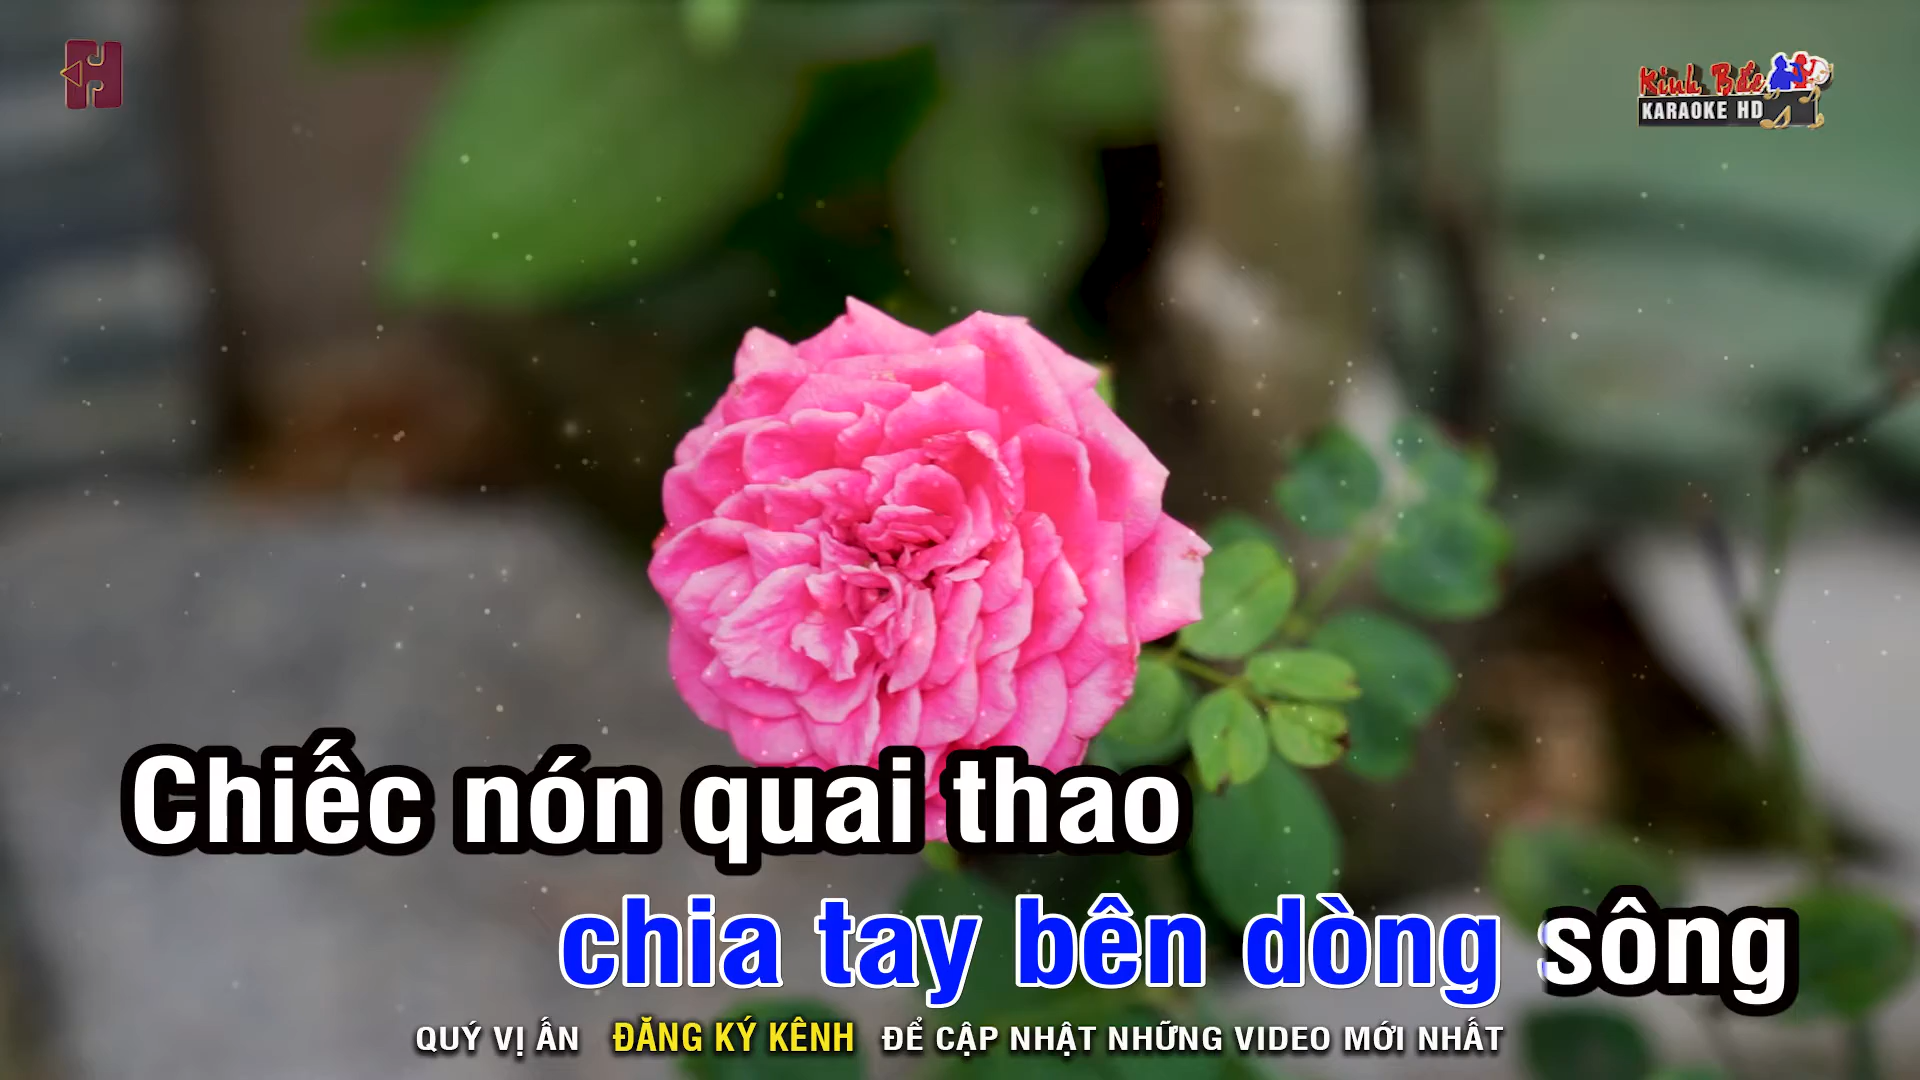 Kinh Bắc
KARAOKE HD
Chiếc nón quai thao
chia tay bên dòng sông
QUÝ VỊ ẤN ĐĂNG KÝ KÊNH ĐỂ CẬP NHẬT NHỮNG VIDEO MỚI NHẤT